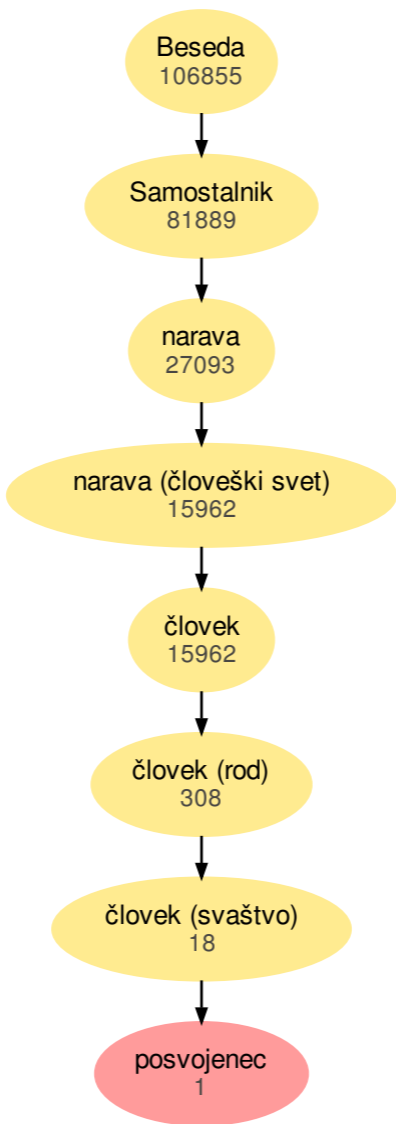 Beseda
106855
Samostalnik
81889
narava
27093
narava (človeški svet)
15962
človek
15962
človek (rod)
308
človek (svaštvo)
18
posvojenec
1